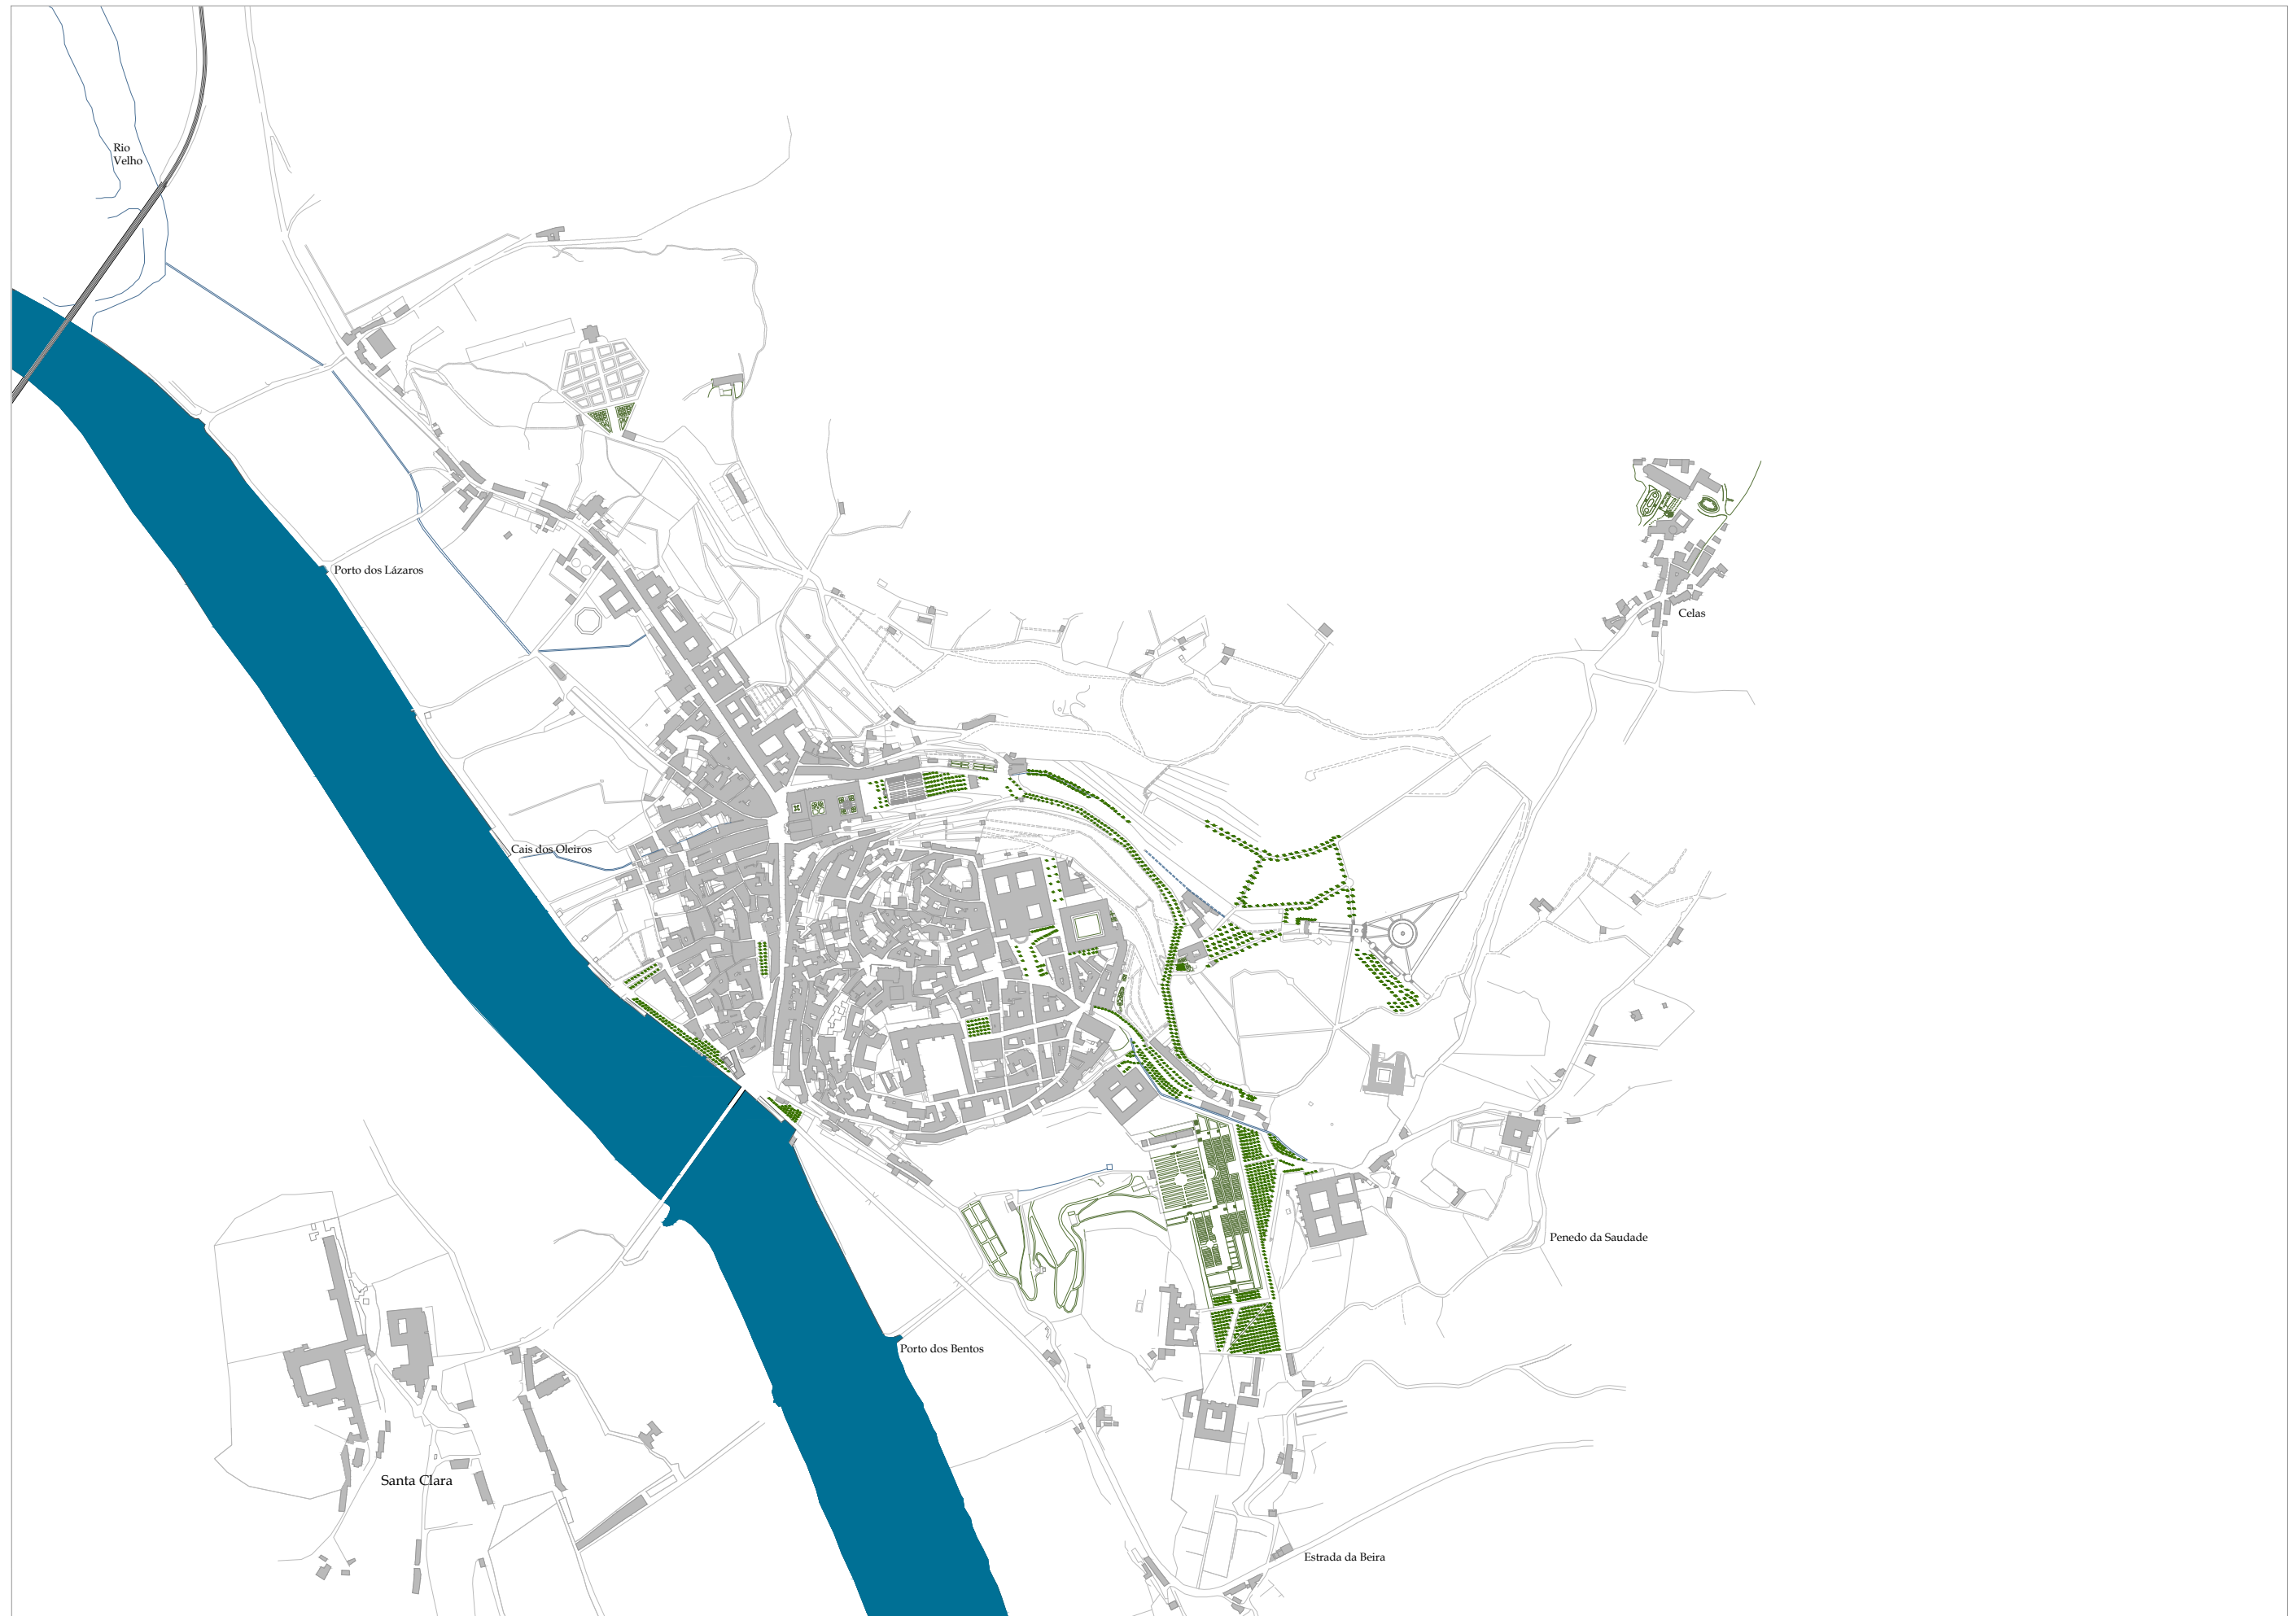 Rio
Velho
Porto dos Lázaros
Celas
Cais dos Oleiros
Penedo da Saudade
Porto dos Bentos
Santa Clara
Estrada da Beira